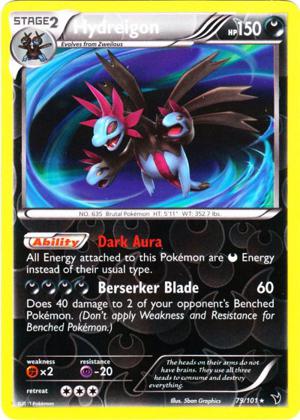 STAGE2
Hydreigon
HP150
Evolves from Zweilous
NO. 635 Brutal Pokémon HT: 5'11" WT: 352.7 lbs.
Ability Dark Aura
All Energy attached to this Pokémon are Energy
instead of their usual type.
Berserker Blade 60
Does 40 damage to 2 of your opponent's Benched
Pokémon. (Don't apply Weakness and Resistance for
Benched Pokémon.)
weakness
×2
resistance
-20
retreat
The heads on their arms do not
have brains. They use all three
heads to consume and destroy
everything.
Illus. 5ban Graphics
79/101★